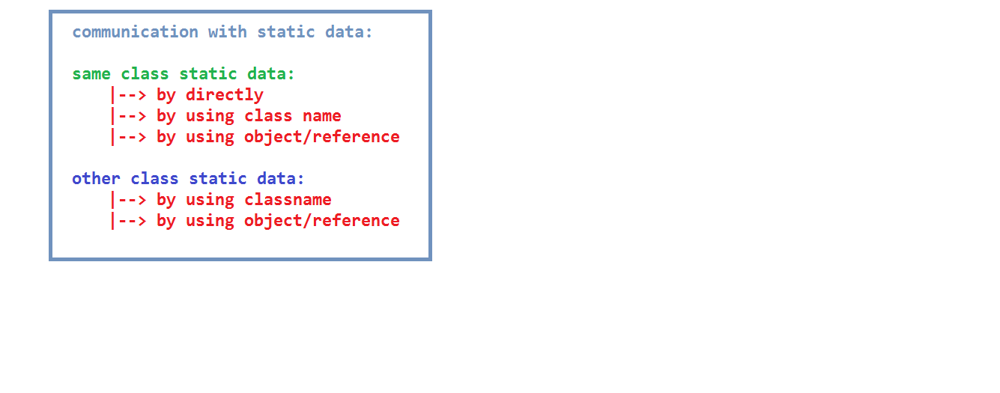 communication with static data:
same class static data:
|--> by directly
|--> by using class name
|--> by using object/reference
other class static data:
|--> by using classname
|--> by using object/reference